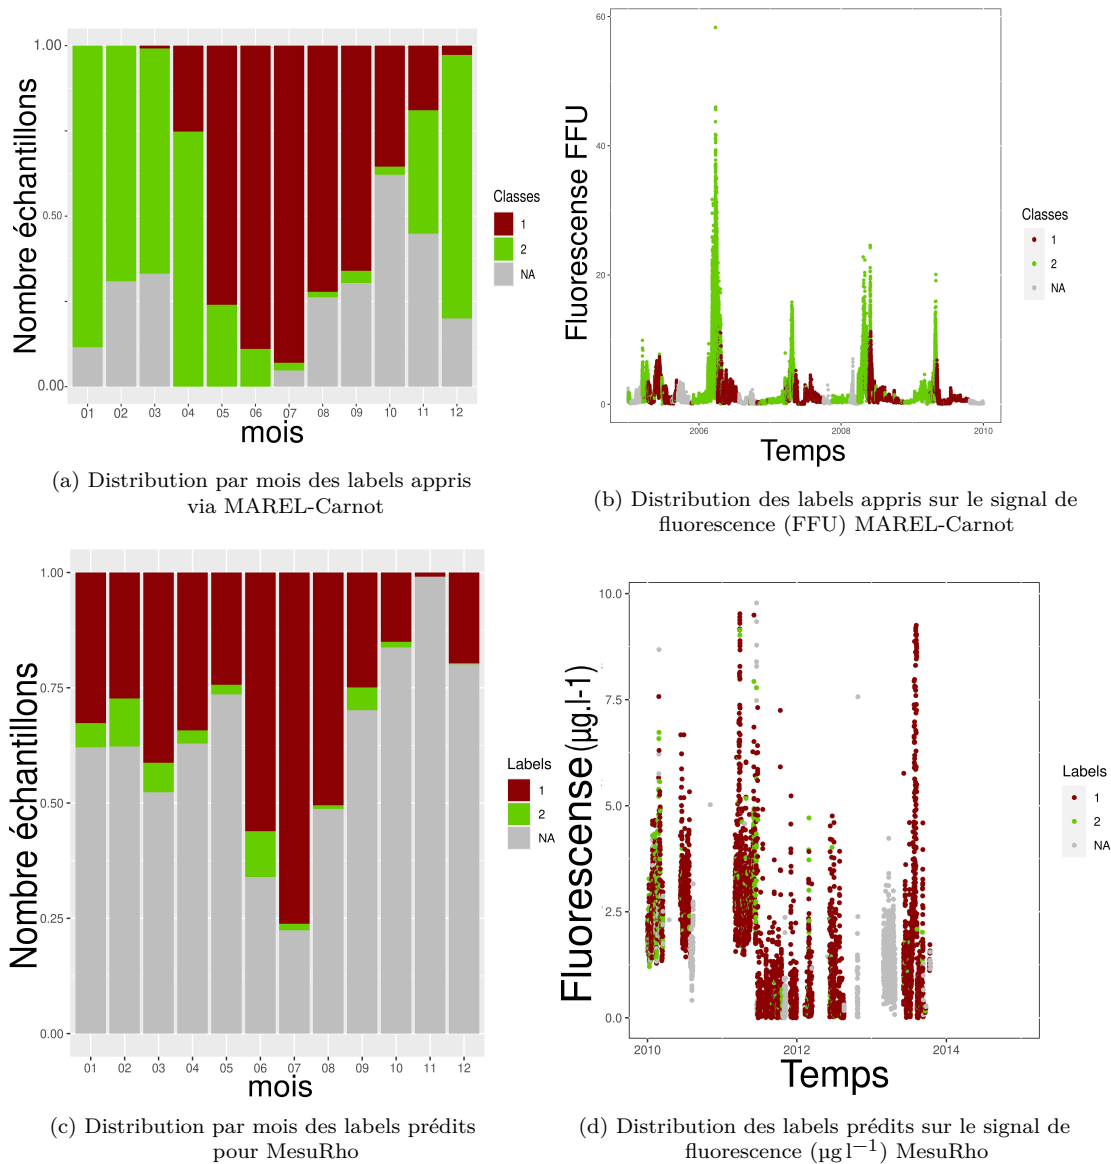 1.00
0.50
0.00
Nombre échantillons
01 02 03 04 05 06 07 08 09 10 11 12
mois
Classes
1
2
NA
(a) Distribution par mois des labels appris
via MAREL-Carnot
60
40
20
0
Fluorescense FFU
2006 2008 2010
Temps
Classes
1
2
NA
(b) Distribution des labels appris sur le signal de
fluorescence (FFU) MAREL-Carnot
1.00
0.75
0.50
0.25
0.00
Nombre échantillons
01 02 03 04 05 06 07 08 09 10 11 12
mois
Labels
1
2
NA
(c) Distribution par mois des labels prédits
pour MesuRho
10.0
7.5
5.0
2.5
0.0
Fluorescense (µg.l-1)
2010 2012 2014
Temps
Labels
1
2
NA
(d) Distribution des labels prédits sur le signal de
fluorescence (µg l−1) MesuRho